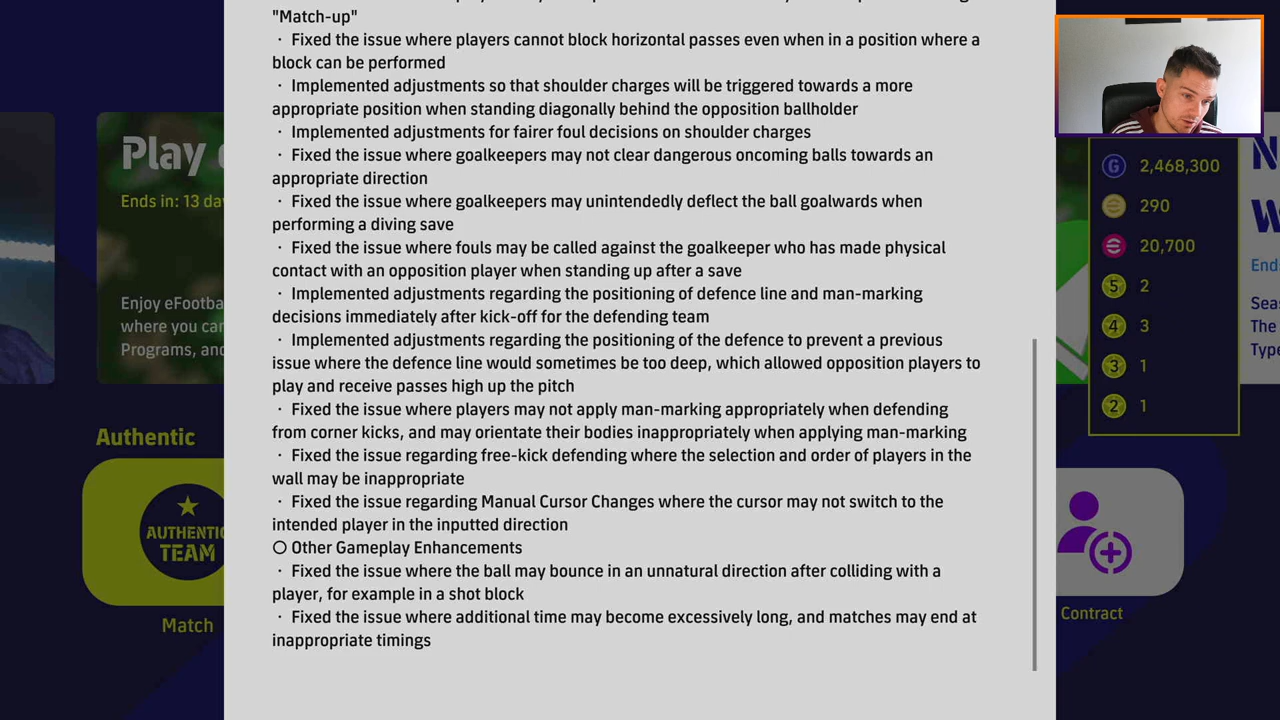 "Match-up"
· Fixed the issue where players cannot block horizontal passes even when in a position where a
block can be performed
· Implemented adjustments so that shoulder charges will be triggered towards a more
appropriate position when standing diagonally behind the opposition ballholder
· Implemented adjustments for fairer foul decisions on shoulder charges
· Fixed the issue where goalkeepers may not clear dangerous oncoming balls towards an
appropriate direction
· Fixed the issue where goalkeepers may unintendedly deflect the ball goalwards when
performing a diving save
· Fixed the issue where fouls may be called against the goalkeeper who has made physical
contact with an opposition player when standing up after a save
· Implemented adjustments regarding the positioning of defence line and man-marking
decisions immediately after kick-off for the defending team
· Implemented adjustments regarding the positioning of the defence to prevent a previous
issue where the defence line would sometimes be too deep, which allowed opposition players to
play and receive passes high up the pitch
· Fixed the issue where players may not apply man-marking appropriately when defending
from corner kicks, and may orientate their bodies inappropriately when applying man-marking
· Fixed the issue regarding free-kick defending where the selection and order of players in the
wall may be inappropriate
· Fixed the issue regarding Manual Cursor Changes where the cursor may not switch to the
intended player in the inputted direction
○ Other Gameplay Enhancements
· Fixed the issue where the ball may bounce in an unnatural direction after colliding with a
player, for example in a shot block
· Fixed the issue where additional time may become excessively long, and matches may end at
inappropriate timings
Play
Ends in: 13 da
Enjoy eFootba
where you car
Programs, and
Authentic
AUTHENTIC
TEAM
Match
G 2,468,300
290
20,700
5 2
4 3
3 1
2 1
N
W
End
Seas
The
Type
Contract